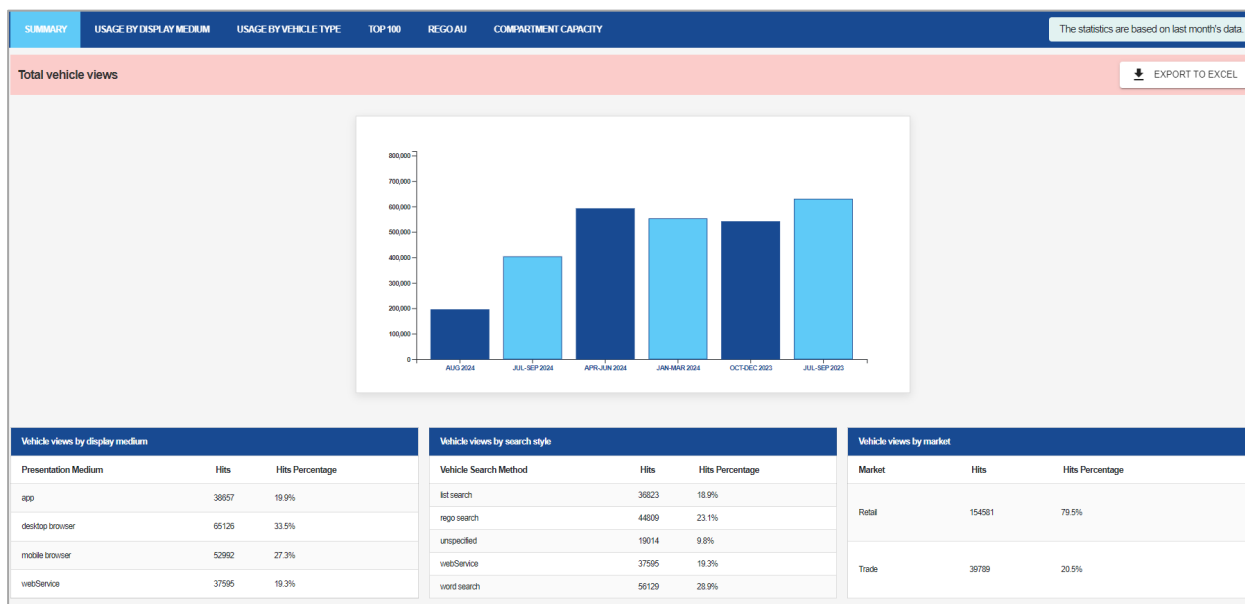 SUMMARY USAGE BY DISPLAY MEDIUM USAGE BY VEHICLE TYPE TOP 100 REGO AU COMPARTMENT CAPACITY The statistics are based on last month's data.
Total vehicle views EXPORT TO EXCEL
800,000
700,000
600,000
500,000
400,000
300,000
200,000
100,000
0
AUG 2024 JUL-SEP 2024 APR-JUN 2024 JAN-MAR 2024 OCT-DEC 2023 JUL-SEP 2023
Vehicle views by display medium
Presentation Medium Hits Hits Percentage
app 38657 19.9%
desktop browser 65126 33.5%
mobile browser 52992 27.3%
webService 37595 19.3%
Vehicle views by search style
Vehicle Search Method Hits Hits Percentage
list search 36823 18.9%
rego search 44809 23.1%
unspecified 19014 9.8%
webService 37595 19.3%
word search 56129 28.9%
Vehicle views by market
Market Hits Hits Percentage
Retail 154581 79.5%
Trade 39789 20.5%